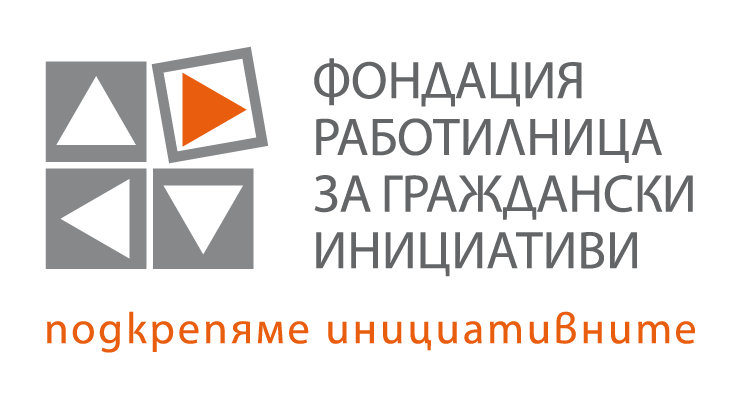 ФОНДАЦИЯ
РАБОТИЛНИЦА
ЗА ГРАЖДАНСКИ
ИНИЦИАТИВИ
подкрепяме инициативните